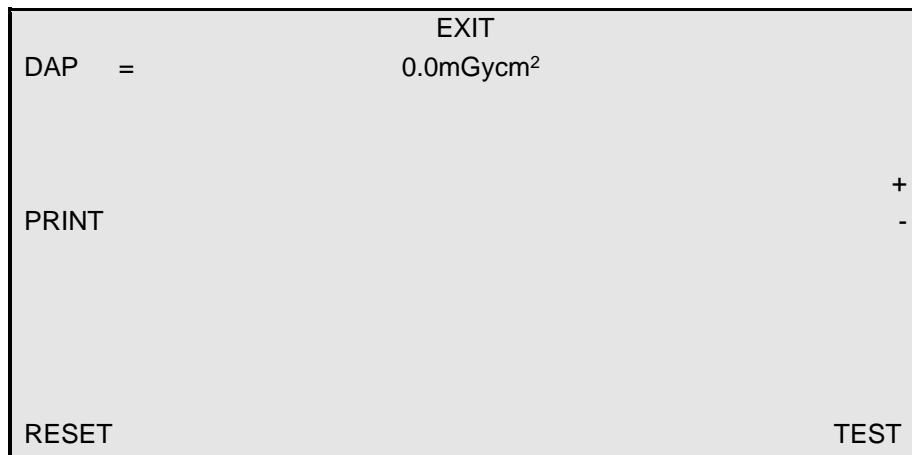 EXIT
DAP = 0.0mGycm²
+
PRINT -
RESET TEST